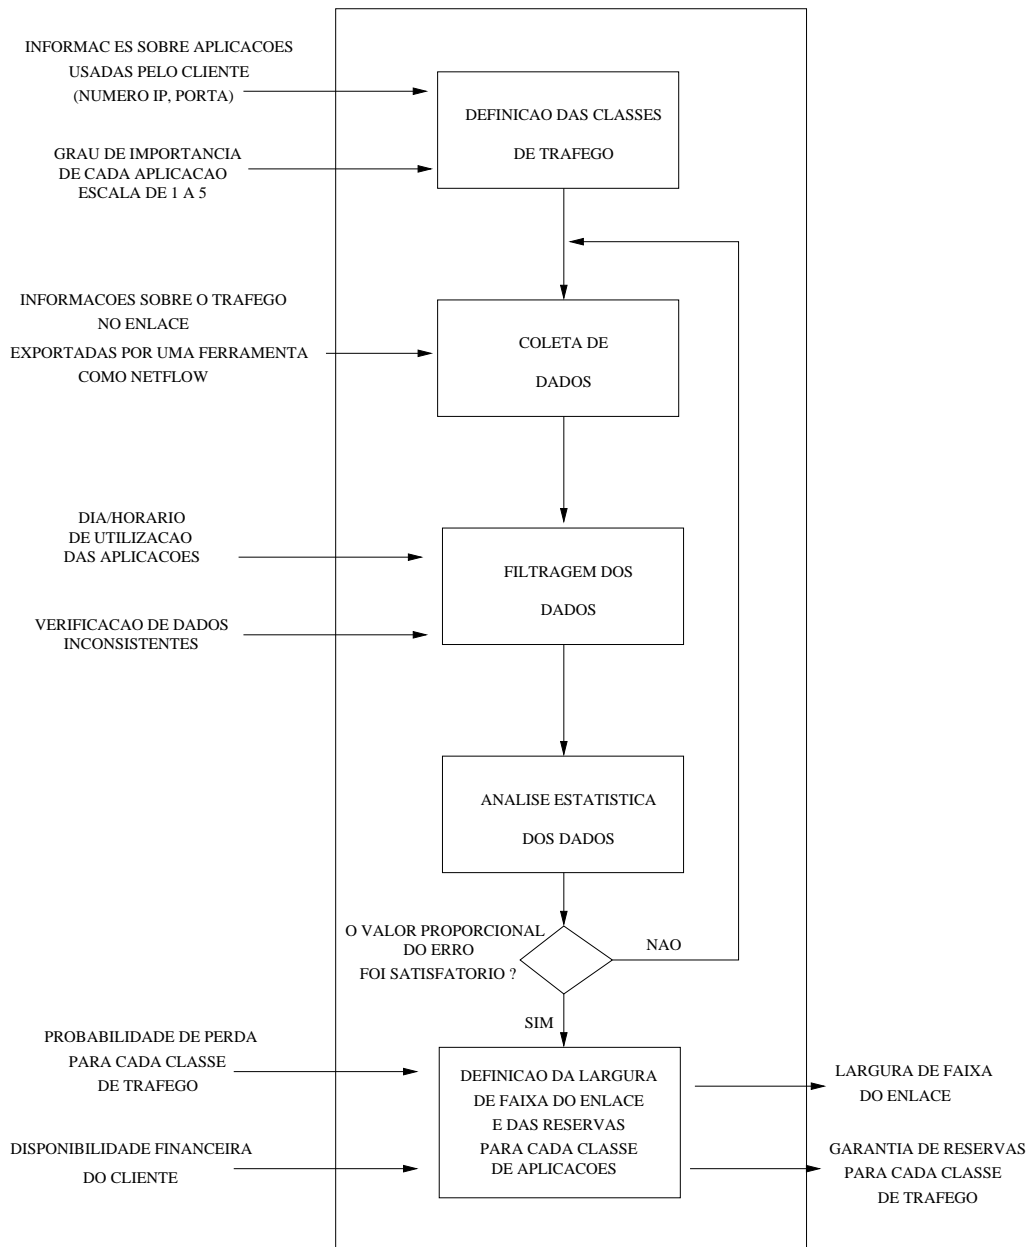 INFORMAC ES SOBRE APLICACOES
USADAS PELO CLIENTE
(NUMERO IP, PORTA)
DEFINICAO DAS CLASSES
DE TRAFEGO
GRAU DE IMPORTANCIA
DE CADA APLICACAO
ESCALA DE 1 A 5
INFORMACOES SOBRE O TRAFEGO
NO ENLACE
EXPORTADAS POR UMA FERRAMENTA
COMO NETFLOW
COLETA DE
DADOS
DIA/HORARIO
DE UTILIZACAO
DAS APLICACOES
FILTRAGEM DOS
DADOS
VERIFICACAO DE DADOS
INCONSISTENTES
ANALISE ESTATISTICA
DOS DADOS
O VALOR PROPORCIONAL
DO ERRO
FOI SATISFATORIO ?
NAO
SIM
PROBABILIDADE DE PERDA
PARA CADA CLASSE
DE TRAFEGO
DEFINICAO DA LARGURA
DE FAIXA DO ENLACE
E DAS RESERVAS
PARA CADA CLASSE
DE APLICACOES
LARGURA DE FAIXA
DO ENLACE
DISPONIBILIDADE FINANCEIRA
DO CLIENTE
GARANTIA DE RESERVAS
PARA CADA CLASSE
DE TRAFEGO